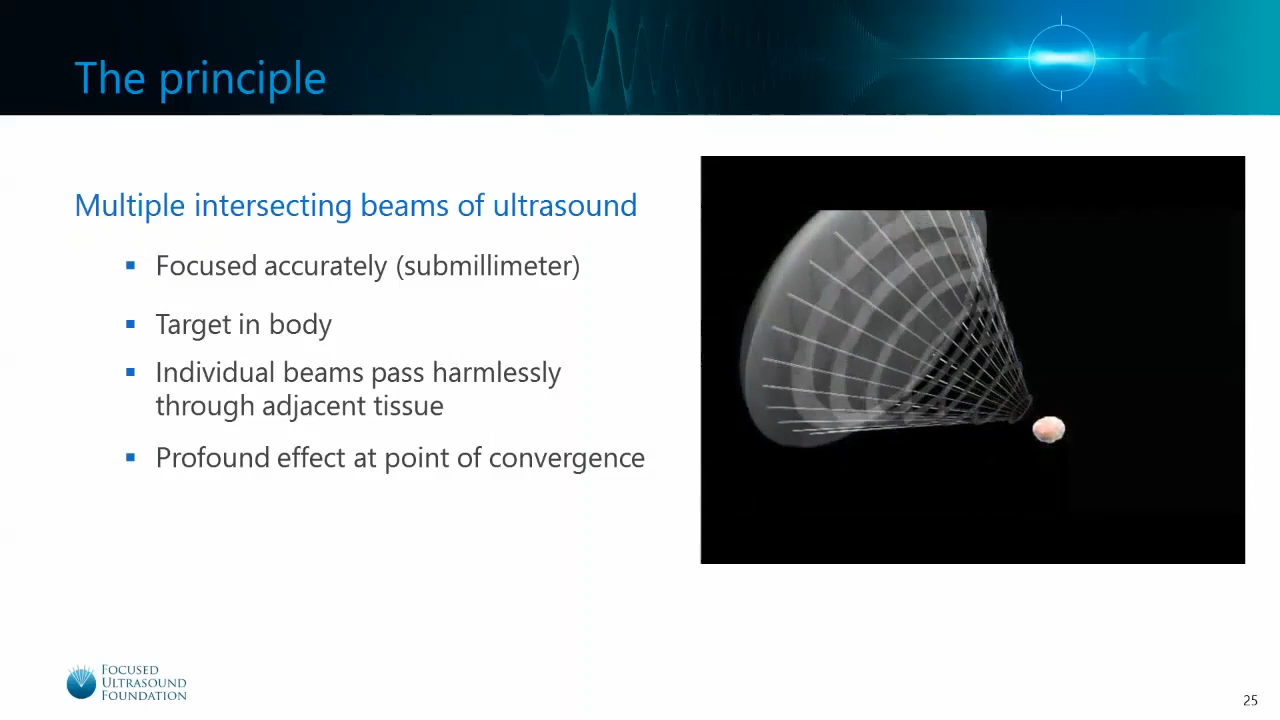 The principle
Multiple intersecting beams of ultrasound
▪ Focused accurately (submillimeter)
▪ Target in body
▪ Individual beams pass harmlessly
through adjacent tissue
▪ Profound effect at point of convergence
FOCUSED
ULTRASOUND
FOUNDATION
25